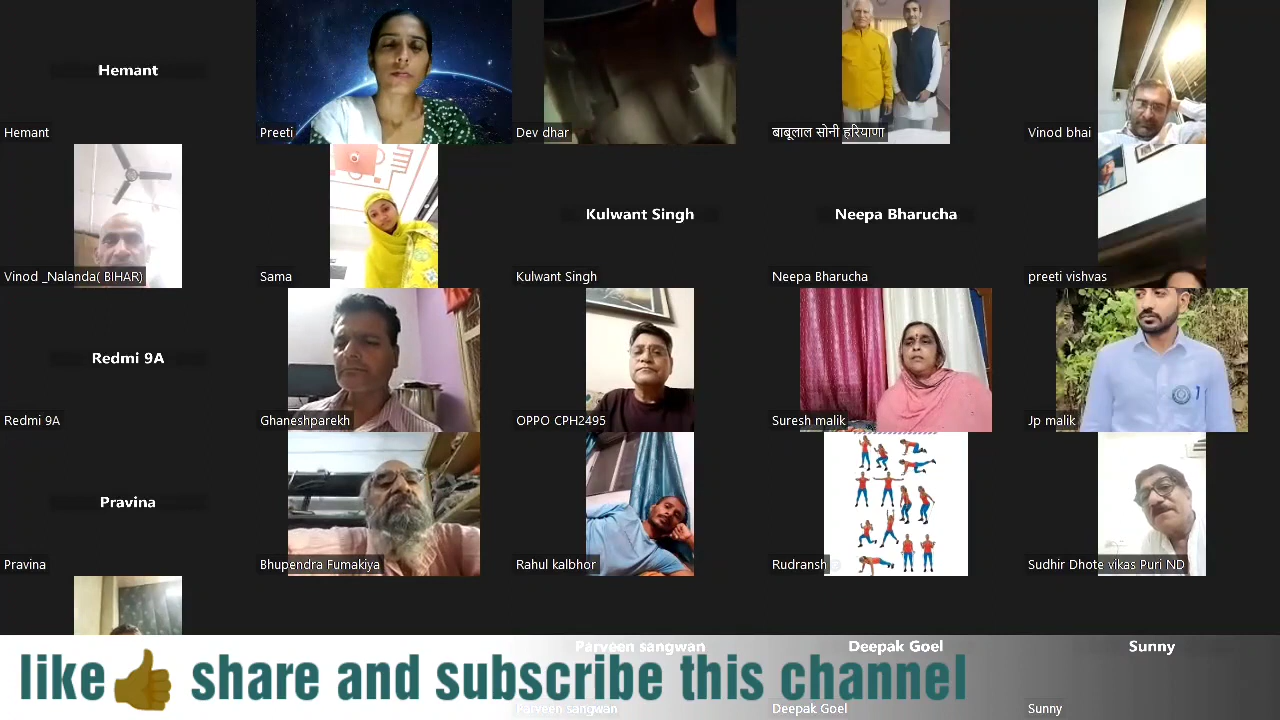 Hemant
Hemant
Preeti
Dev dhar
बाबूलाल सोनी हरियाणा
Vinod bhai
Vinod _Nalanda( BIHAR)
Sama
Kulwant Singh
Kulwant Singh
Neepa Bharucha
Neepa Bharucha
preeti vishvas
Redmi 9A
Redmi 9A
Ghaneshparekh
OPPO CPH2495
Suresh malik
Jp malik
Pravina
Pravina
Bhupendra Fumakiya
Rahul kalbhor
Rudransh
Sudhir Dhote vikas Puri ND
Parveen sangwan
Deepak Goel
Sunny
like👍 share and subscribe this channel
Parveen sangwan
Deepak Goel
Sunny